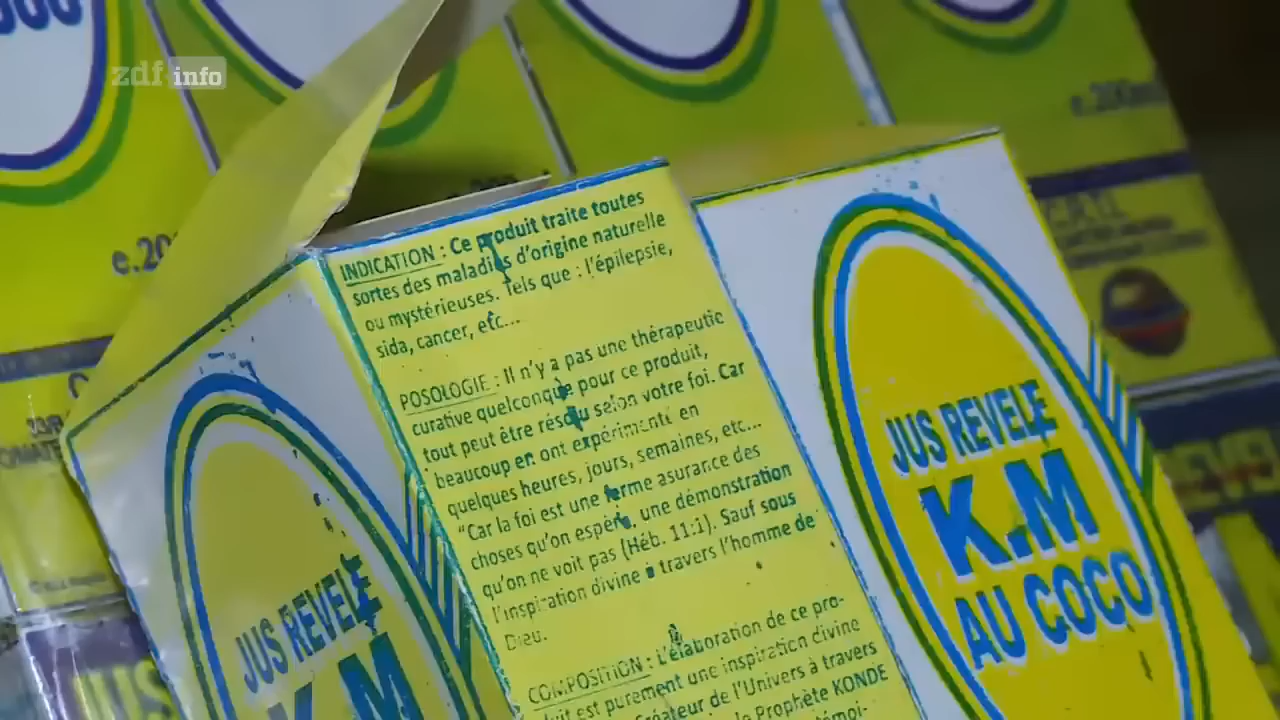 zdf info
INDICATION : Ce produit traite toutes
sortes des maladies d'origine naturelle
ou mystérieuses. Tels que : l'épilepsie,
sida, cancer, etc...
POSOLOGIE : Il n'y a pas une thérapeutic
curative quelconque pour ce produit,
tout peut être résolu selon votre foi. Car
beaucoup en ont expérimenté en
quelques heures, jours, semaines, etc...
"Car la foi est une ferme asurance des
choses qu'on espère, une démonstration
qu'on ne voit pas (Héb. 11:1). Sauf sous
l'inspiration divine à travers l'homme de
Dieu.
COMPOSITION : L'élaboration de ce pro-
duit est purement une inspiration divine
Créateur de l'Univers à travers
le Prophète KONDE
JUS REVELE
K.M
AU COCO
JUS REVELE
K.M
e.20
e.200ml
JUS